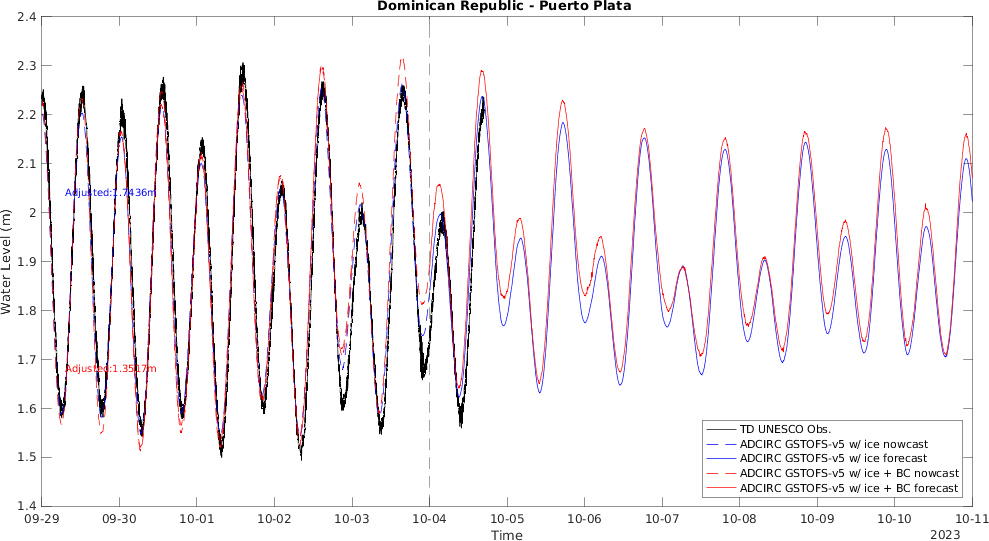 Dominican Republic - Puerto Plata
Water Level (m)
2.4
2.3
2.2
2.1
2
1.9
1.8
1.7
1.6
1.5
1.4
Adjusted:1.7436m
Adjusted:1.3517m
TD UNESCO Obs.
ADCIRC GSTOFS-v5 w/ ice nowcast
ADCIRC GSTOFS-v5 w/ ice forecast
ADCIRC GSTOFS-v5 w/ ice + BC nowcast
ADCIRC GSTOFS-v5 w/ ice + BC forecast
09-29 09-30 10-01 10-02 10-03 10-04 10-05 10-06 10-07 10-08 10-09 10-10 10-11
Time
2023